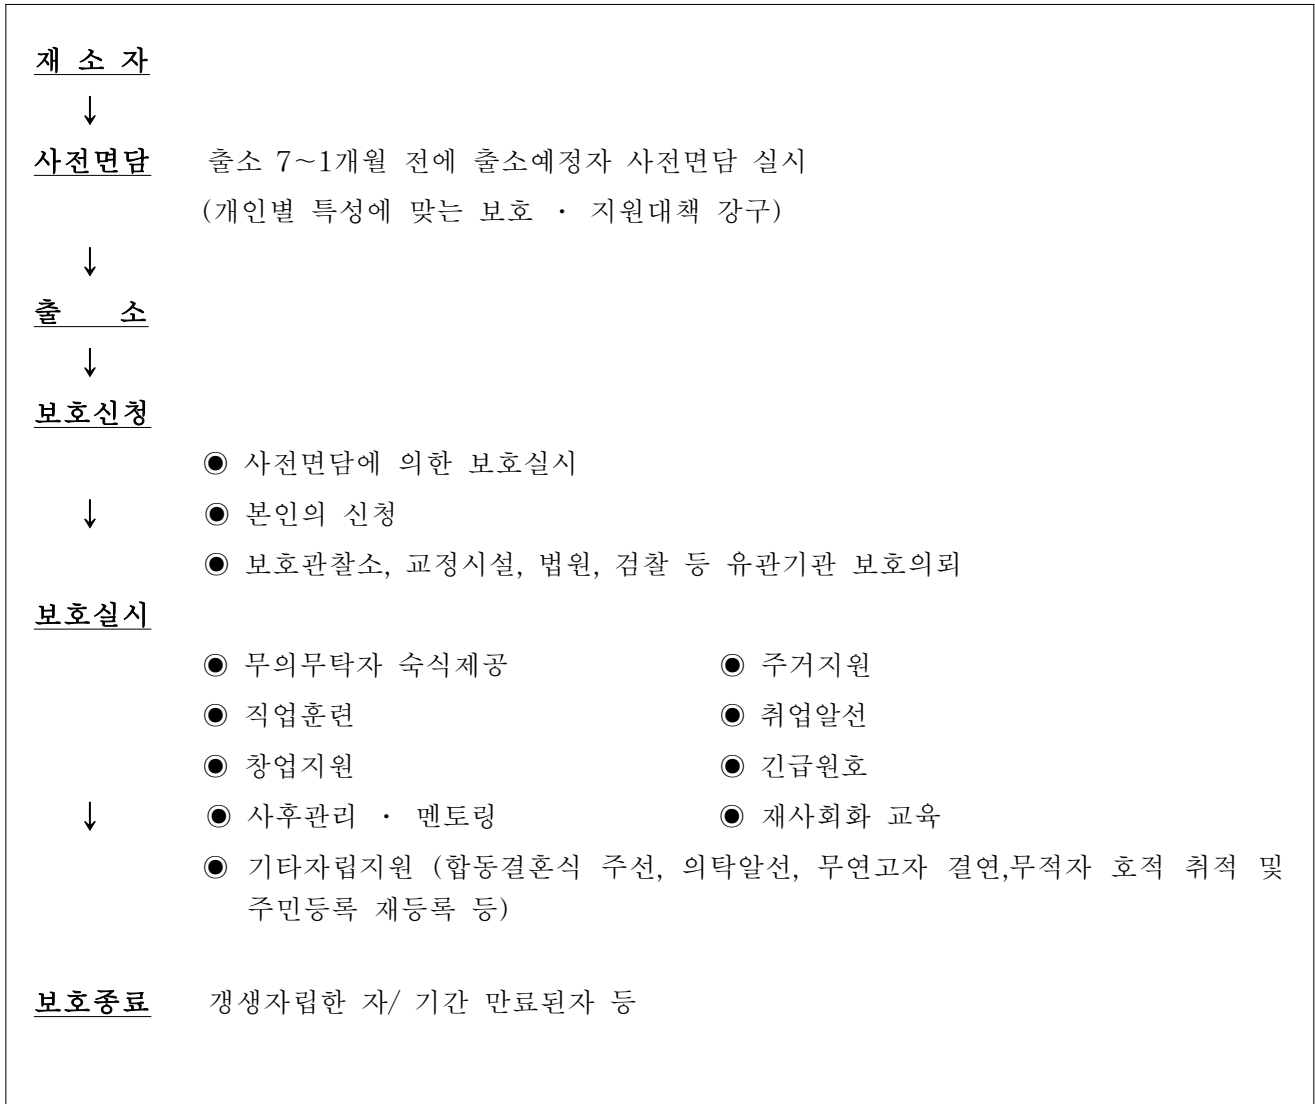 재 소 자
↓
사전면담 출소 7~1개월 전에 출소예정자 사전면담 실시
(개인별 특성에 맞는 보호 · 지원대책 강구)
↓
출 소
↓
보호신청
◉ 사전면담에 의한 보호실시
↓ ◉ 본인의 신청
◉ 보호관찰소, 교정시설, 법원, 검찰 등 유관기관 보호의뢰
보호실시
◉ 무의무탁자 숙식제공 ◉ 주거지원
◉ 직업훈련 ◉ 취업알선
◉ 창업지원 ◉ 긴급원호
↓ ◉ 사후관리 · 멘토링 ◉ 재사회화 교육
◉ 기타자립지원 (합동결혼식 주선, 의탁알선, 무연고자 결연,무적자 호적 취적 및
주민등록 재등록 등)
보호종료 갱생자립한 자/ 기간 만료된자 등